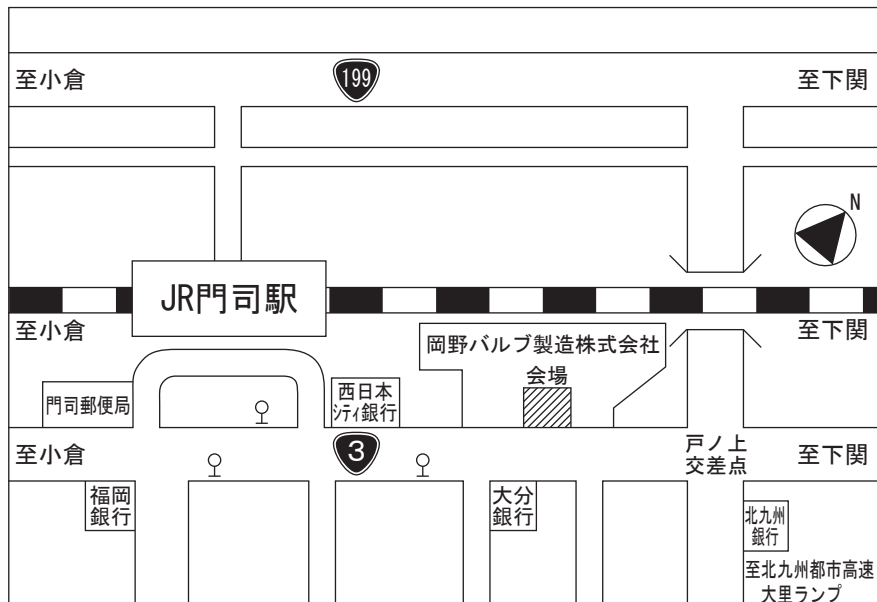 至小倉
199
至下関
N
JR門司駅
至小倉
至下関
岡野バルブ製造株式会社
会場
門司郵便局
西日本
シティ銀行
至小倉
3
戸ノ上
交差点
至下関
福岡
銀行
大分
銀行
北九州
銀行
至北九州都市高速
大里ランプ